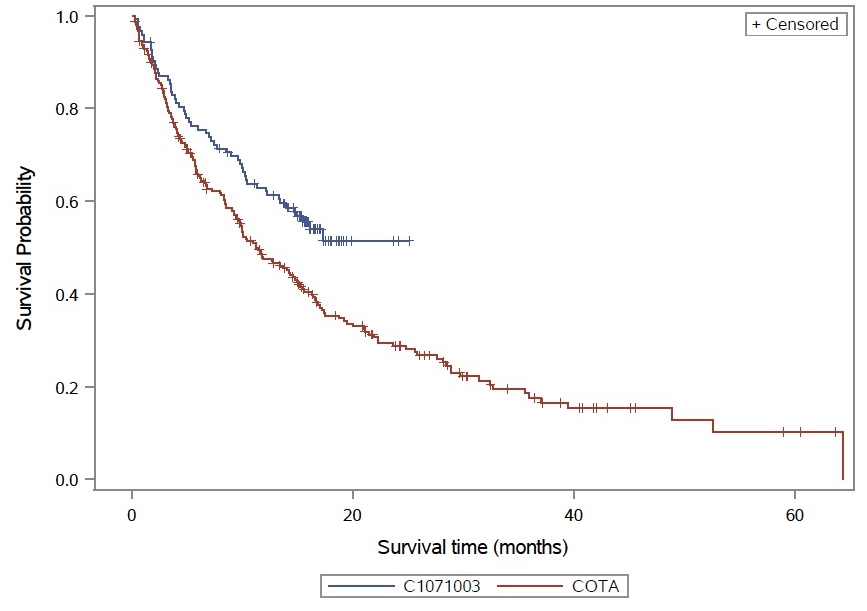 + Censored
1.0
0.8
0.6
0.4
0.2
0.0
Survival Probability
0 20 40 60
Survival time (months)
C1071003 COTA